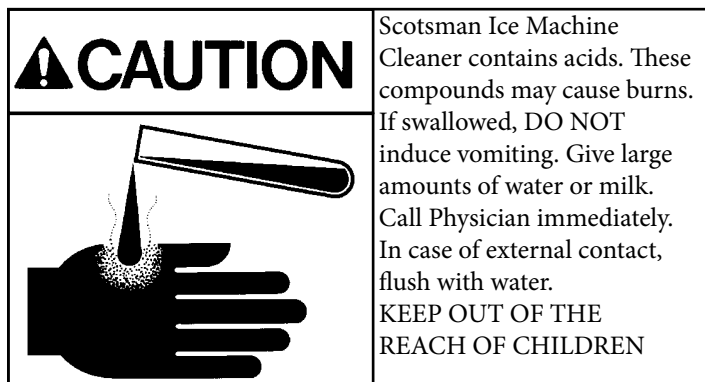 CAUTION
Scotsman Ice Machine
Cleaner contains acids. These
compounds may cause burns.
If swallowed, DO NOT
induce vomiting. Give large
amounts of water or milk.
Call Physician immediately.
In case of external contact,
flush with water.
KEEP OUT OF THE
REACH OF CHILDREN